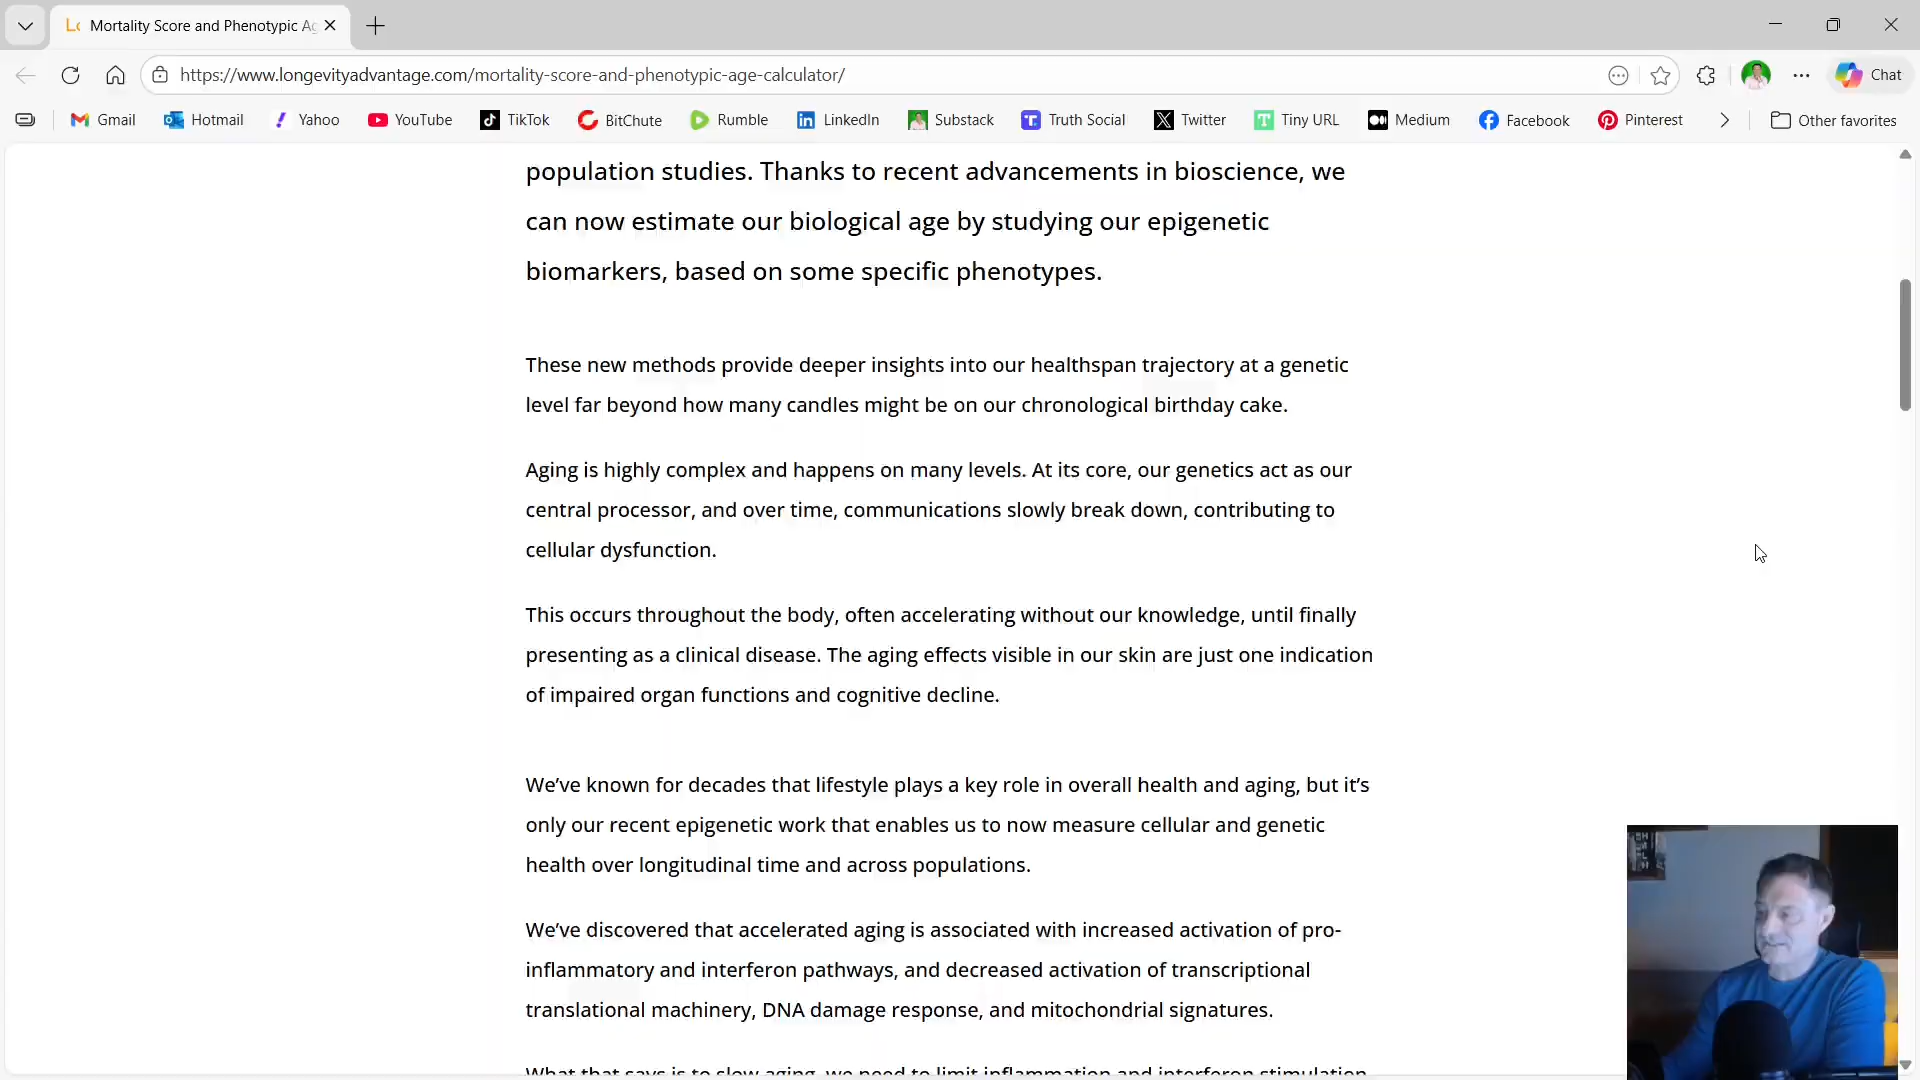 Mortality Score and Phenotypic Ag
https://www.longevityadvantage.com/mortality-score-and-phenotypic-age-calculator/
Chat
Gmail Hotmail Yahoo YouTube TikTok BitChute Rumble LinkedIn Substack Truth Social Twitter Tiny URL Medium Facebook Pinterest Other favorites
population studies. Thanks to recent advancements in bioscience, we
can now estimate our biological age by studying our epigenetic
biomarkers, based on some specific phenotypes.
These new methods provide deeper insights into our healthspan trajectory at a genetic
level far beyond how many candles might be on our chronological birthday cake.
Aging is highly complex and happens on many levels. At its core, our genetics act as our
central processor, and over time, communications slowly break down, contributing to
cellular dysfunction.
This occurs throughout the body, often accelerating without our knowledge, until finally
presenting as a clinical disease. The aging effects visible in our skin are just one indication
of impaired organ functions and cognitive decline.
We’ve known for decades that lifestyle plays a key role in overall health and aging, but it’s
only our recent epigenetic work that enables us to now measure cellular and genetic
health over longitudinal time and across populations.
We’ve discovered that accelerated aging is associated with increased activation of pro-
inflammatory and interferon pathways, and decreased activation of transcriptional
translational machinery, DNA damage response, and mitochondrial signatures.
What that says is to slow aging, we need to limit inflammation and interferon stimulation